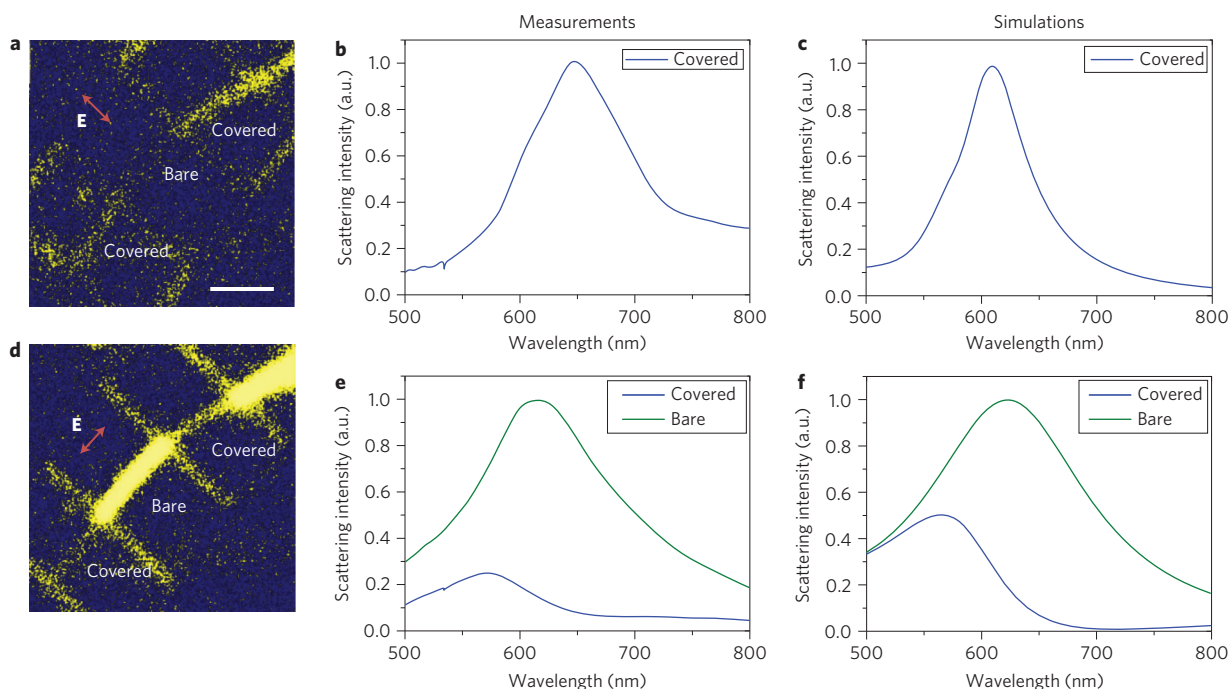 Measurements
Simulations
a
E
Covered
Bare
Covered
b
Covered
Scattering intensity (a.u.)
1.0
0.8
0.6
0.4
0.2
0.0
500
600
700
800
Wavelength (nm)
c
Covered
Scattering intensity (a.u.)
1.0
0.8
0.6
0.4
0.2
0.0
500
600
700
800
Wavelength (nm)
d
E
Covered
Bare
Covered
e
Covered
Bare
Scattering intensity (a.u.)
1.0
0.8
0.6
0.4
0.2
0.0
500
600
700
800
Wavelength (nm)
f
Covered
Bare
Scattering intensity (a.u.)
1.0
0.8
0.6
0.4
0.2
0.0
500
600
700
800
Wavelength (nm)